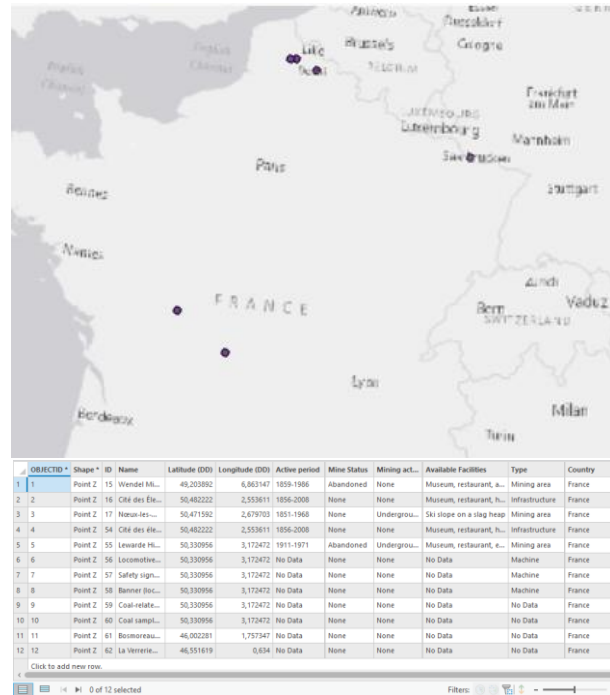 English
Channel
English
Channel
Lille
Brussels
BELGIUM
Essen
Dusseldorf
Cologne
Frankfurt
am Main
LUXEMBOURG
Luxembourg
Mannheim
Saarbrucken
Stuttgart
Paris
Rennes
Nantes
FRANCE
Zurich
Bern
Vaduz
SWITZERLAND
Lyon
Milan
Turin
Bordeaux
OBJECTID * Shape * ID Name Latitude (DD) Longitude (DD) Active period Mine Status Mining act... Available Facilities Type Country
1 1 Point Z 15 Wendel Mi... 49,203892 6,863147 1859-1986 Abandoned None Museum, restaurant, a... Mining area France
2 2 Point Z 16 Cité des Éle... 50,482222 2,553611 1856-2008 None None Museum, restaurant, h... Infrastructure France
3 3 Point Z 17 Nœux-les-... 50,471592 2,679703 1851-1968 None Undergrou... Ski slope on a slag heap Mining area France
4 4 Point Z 54 Cité des éle... 50,482222 2,553611 1856-2008 None None Museum, restaurant, h... Infrastructure France
5 5 Point Z 55 Lewarde Hi... 50,330956 3,172472 1911-1971 Abandoned Undergrou... Museum, restaurant, e... Mining area France
6 6 Point Z 56 Locomotive... 50,330956 3,172472 No Data None None No Data Machine France
7 7 Point Z 57 Safety sign... 50,330956 3,172472 No Data None None No Data Machine France
8 8 Point Z 58 Banner (loc... 50,330956 3,172472 No Data None None No Data Machine France
9 9 Point Z 59 Coal-relate... 50,330956 3,172472 No Data None None No Data No Data France
10 10 Point Z 60 Coal sampl... 50,330956 3,172472 No Data None None No Data No Data France
11 11 Point Z 61 Bosmoreau... 46,002281 1,757347 No Data None None No Data No Data France
12 12 Point Z 62 La Verrerie... 46,551619 0,634 No Data None None No Data No Data France
Click to add new row.
0 of 12 selected
Filters: